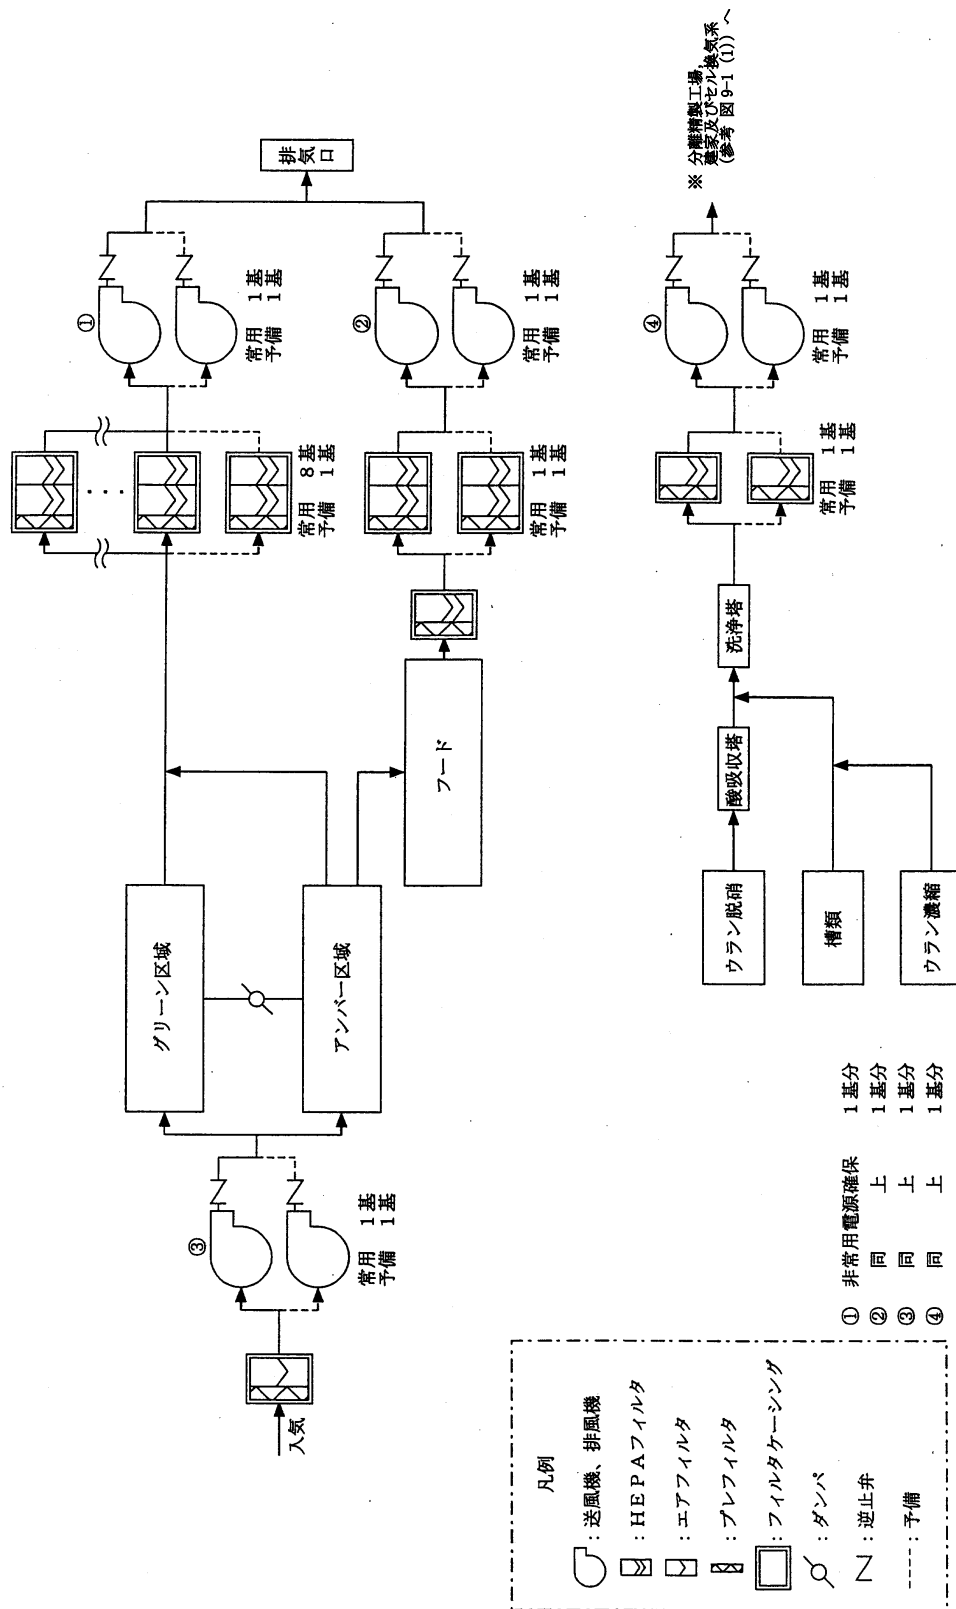 入気
③
常用 1基
予備 1基
グリーン区域
アンバー区域
フード
常用 8基
予備 1基
①
常用 1基
予備 1基
常用 1基
予備 1基
②
常用 1基
予備 1基
排気口
ウラン脱硝
槽類
ウラン濃縮
酸吸収塔
洗浄塔
常用 1基
予備 1基
④
常用 1基
予備 1基
※ 分離精製工場,
建家及びセル換気系
(参考 図9-1 (1)) へ
① 非常用電源確保 1基分
② 同 上 1基分
③ 同 上 1基分
④ 同 上 1基分
凡例
:送風機、排風機
:HEPAフィルタ
:エアフィルタ
:プレフィルタ
:フィルタケーシング
:ダンパ
:逆止弁
:予備